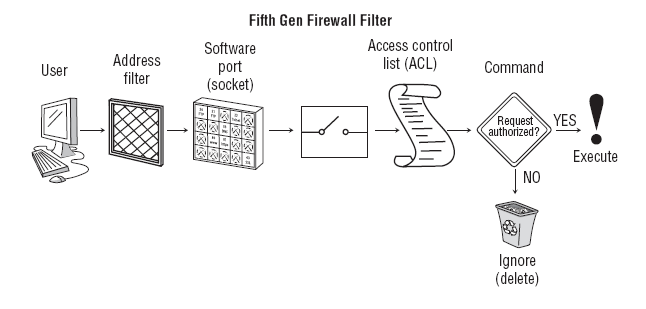 Fifth Gen Firewall Filter
User
Address
filter
Software
port
(socket)
Access control
list (ACL)
Command
Request
authorized?
YES
Execute
NO
Ignore
(delete)